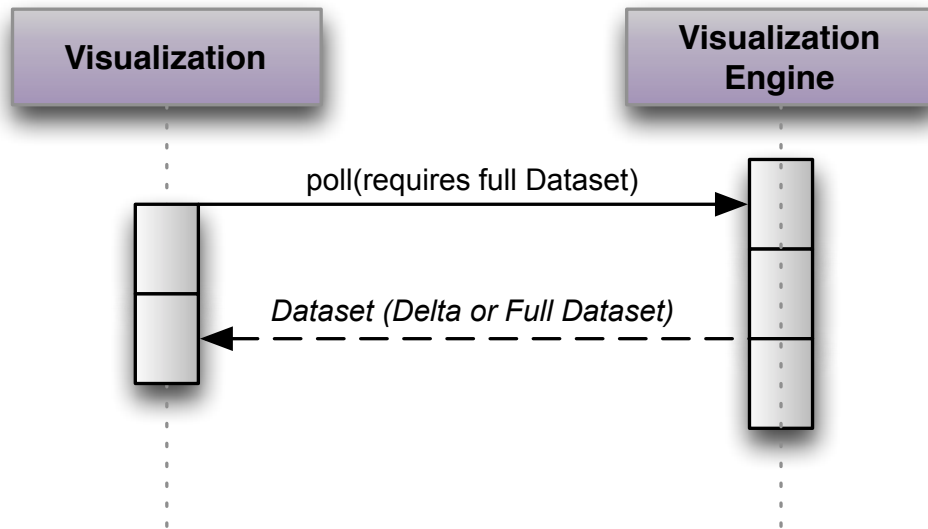 Visualization
Visualization
Engine
poll(requires full Dataset)
Dataset (Delta or Full Dataset)